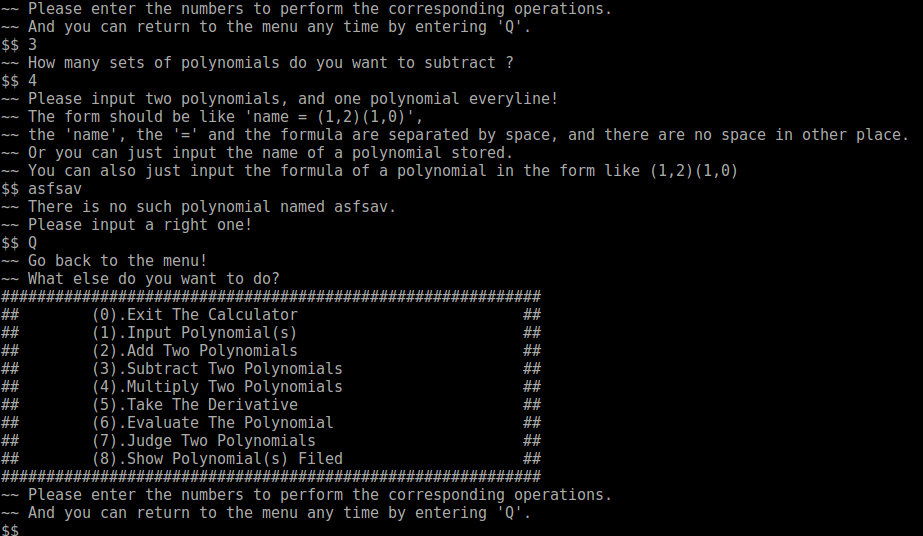 ~~ Please enter the numbers to perform the corresponding operations.
~~ And you can return to the menu any time by entering 'Q'.
$$ 3
~~ How many sets of polynomials do you want to subtract ?
$$ 4
~~ Please input two polynomials, and one polynomial everyline!
~~ The form should be like 'name = (1,2)(1,0)',
~~ the 'name', the '=' and the formula are separated by space, and there are no space in other place.
~~ Or you can just input the name of a polynomial stored.
~~ You can also just input the formula of a polynomial in the form like (1,2)(1,0)
$$ asfsav
~~ There is no such polynomial named asfsav.
~~ Please input a right one!
$$ Q
~~ Go back to the menu!
~~ What else do you want to do?
############################################################
##        (0).Exit The Calculator                         ##
##        (1).Input Polynomial(s)                         ##
##        (2).Add Two Polynomials                         ##
##        (3).Subtract Two Polynomials                    ##
##        (4).Multiply Two Polynomials                    ##
##        (5).Take The Derivative                         ##
##        (6).Evaluate The Polynomial                     ##
##        (7).Judge Two Polynomials                       ##
##        (8).Show Polynomial(s) Filed                    ##
############################################################
~~ Please enter the numbers to perform the corresponding operations.
~~ And you can return to the menu any time by entering 'Q'.
$$